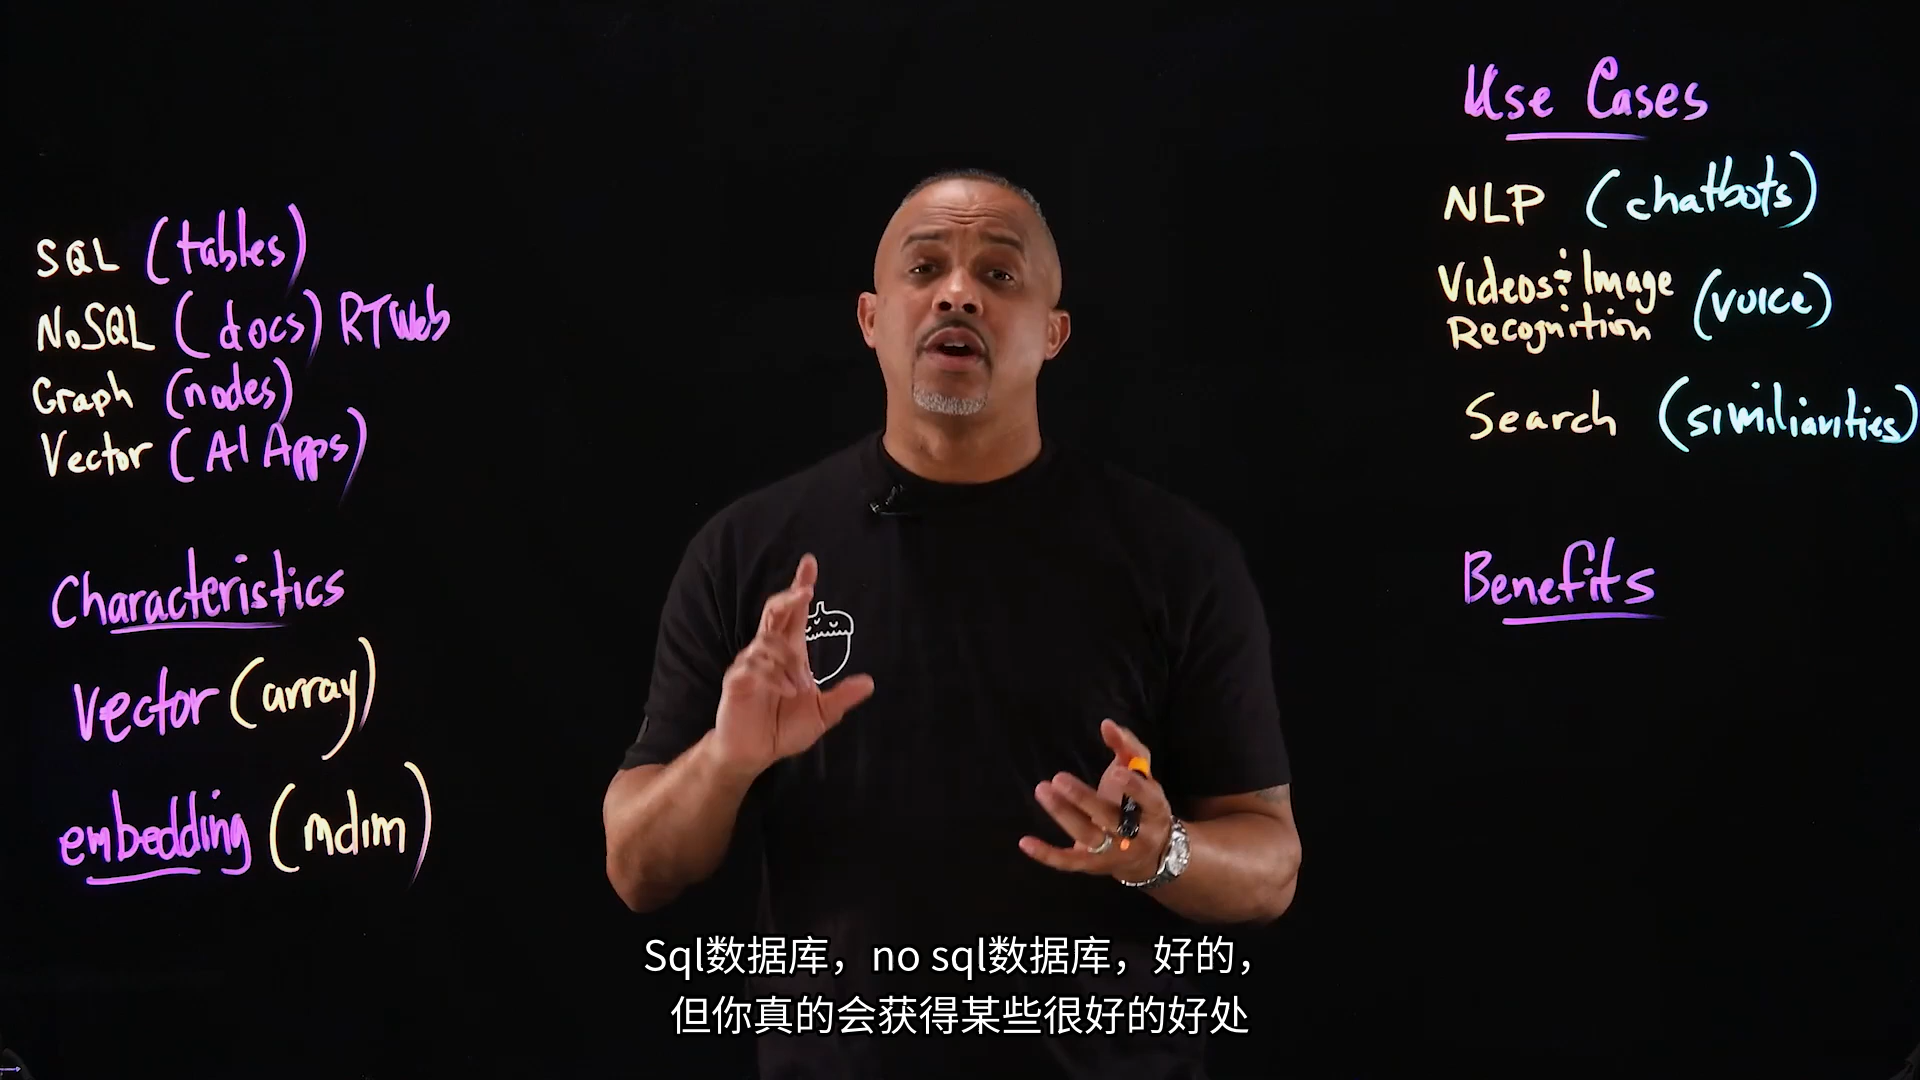 SQL (tables)
NoSQL (docs) RTWeb
Graph (nodes)
Vector (AI Apps)
Characteristics
Vector (array)
embedding (mdim)
Use Cases
NLP (chatbots)
Videos & Image
Recognition (voice)
Search (similiarities)
Benefits
Sql数据库，no sql数据库，好的，
但你真的会获得某些很好的好处